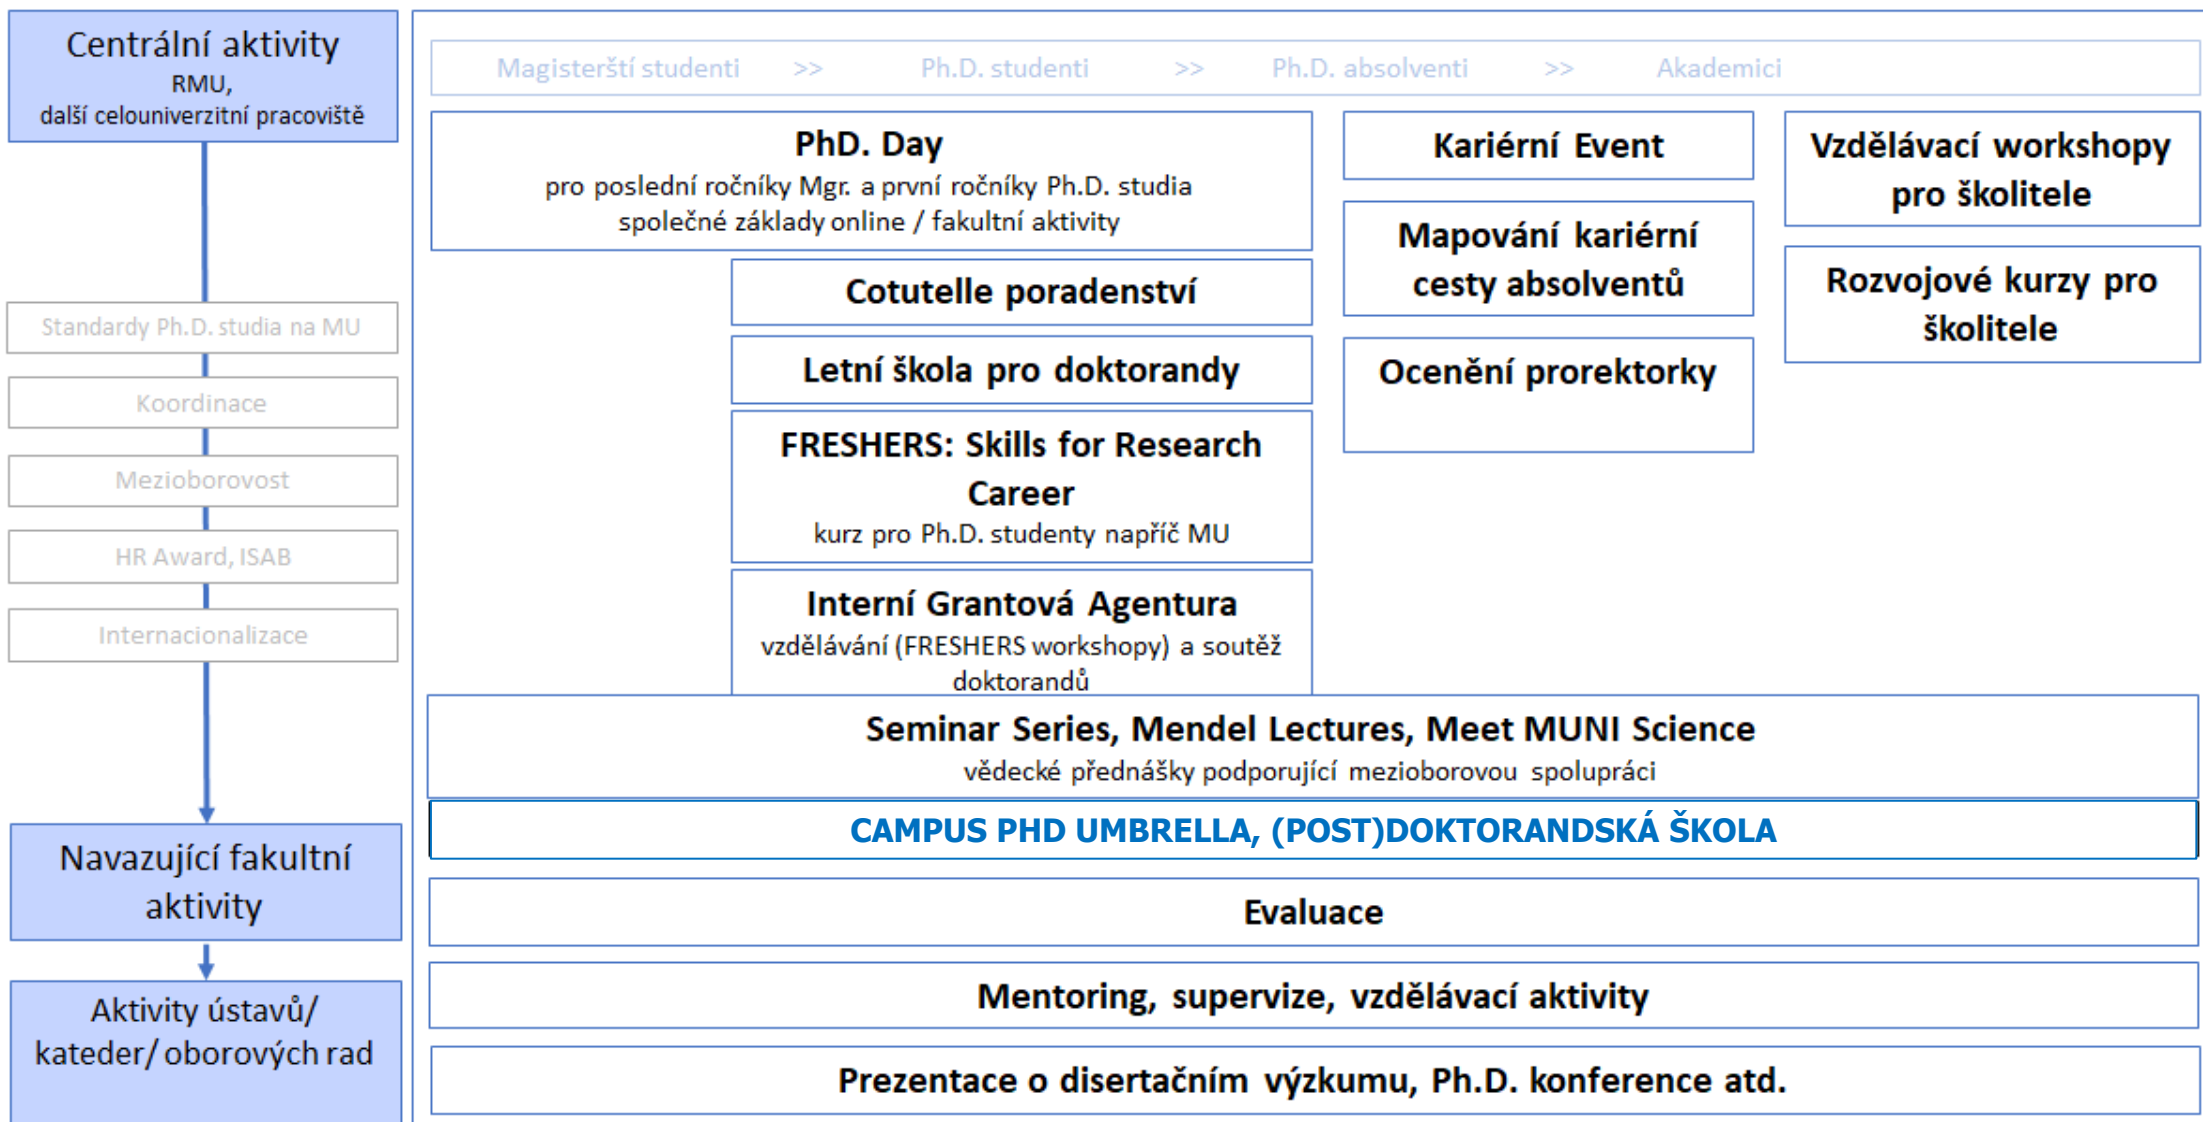 Centrální aktivity
RMU,
další celouniverzitní pracoviště
Standardy Ph.D. studia na MU
Koordinace
Mezioborovost
HR Award, ISAB
Internacionalizace
Navazující fakultní
aktivity
Aktivity ústavů/
kateder/ oborových rad
Magisterští studenti >> Ph.D. studenti >> Ph.D. absolventi >> Akademici
PhD. Day
pro poslední ročníky Mgr. a první ročníky Ph.D. studia
společné základy online / fakultní aktivity
Cotutelle poradenství
Letní škola pro doktorandy
FRESHERS: Skills for Research
Career
kurz pro Ph.D. studenty napříč MU
Interní Grantová Agentura
vzdělávání (FRESHERS workshopy) a soutěž
doktorandů
Kariérní Event
Mapování kariérní
cesty absolventů
Ocenění prorektorky
Vzdělávací workshopy
pro školitele
Rozvojové kurzy pro
školitele
Seminar Series, Mendel Lectures, Meet MUNI Science
vědecké přednášky podporující mezioborovou spolupráci
CAMPUS PHD UMBRELLA, (POST)DOKTORANDSKÁ ŠKOLA
Evaluace
Mentoring, supervize, vzdělávací aktivity
Prezentace o disertačním výzkumu, Ph.D. konference atd.